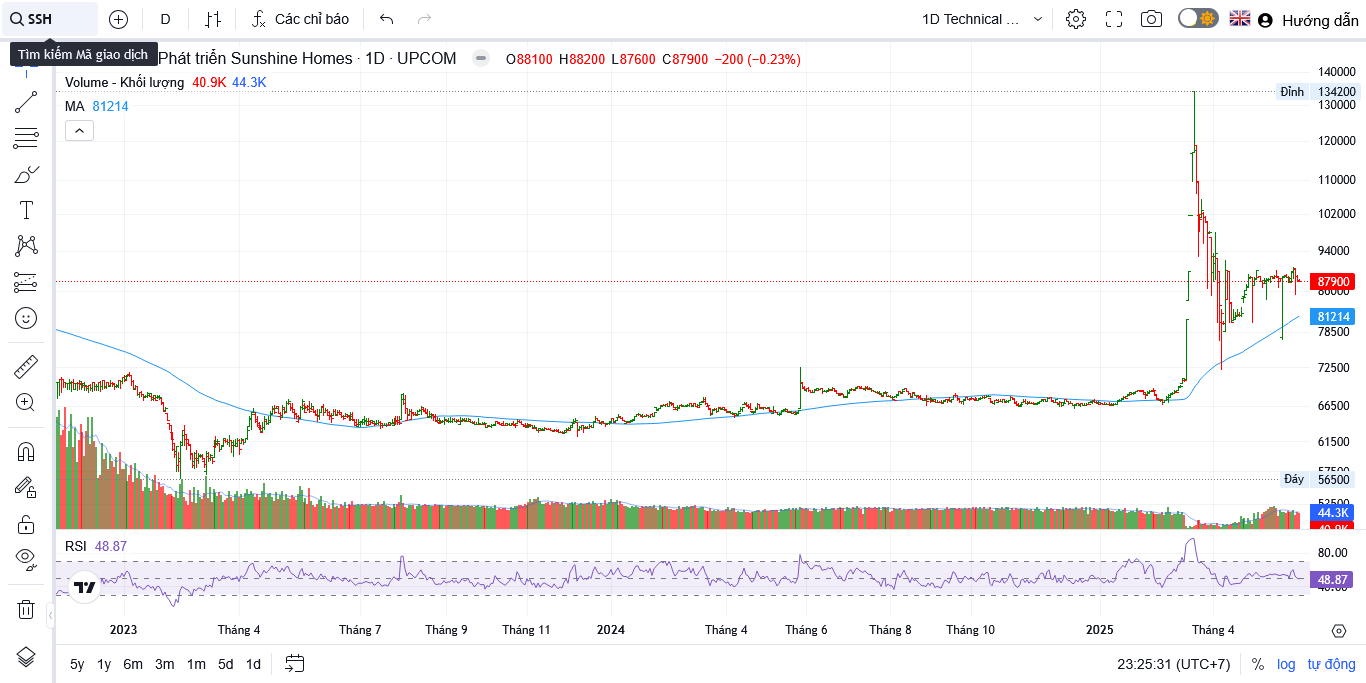 SSH D Các chỉ báo 1D Technical ... Hướng dẫn
Tìm kiếm Mã giao dịch
Phát triển Sunshine Homes · 1D · UPCOM O88100 H88200 L87600 C87900 −200 (−0.23%)
Volume - Khối lượng 40.9K 44.3K
MA 81214
140000
Đỉnh 134200
130000
120000
110000
102000
94000
87900
86000
81214
78500
72500
66500
61500
57500
Đáy 56500
52500
44.3K
40.9K
RSI 48.87
80.00
48.87
40.00
2023 Tháng 4 Tháng 7 Tháng 9 Tháng 11 2024 Tháng 4 Tháng 6 Tháng 8 Tháng 10 2025 Tháng 4
5y 1y 6m 3m 1m 5d 1d 23:25:31 (UTC+7) % log tự động